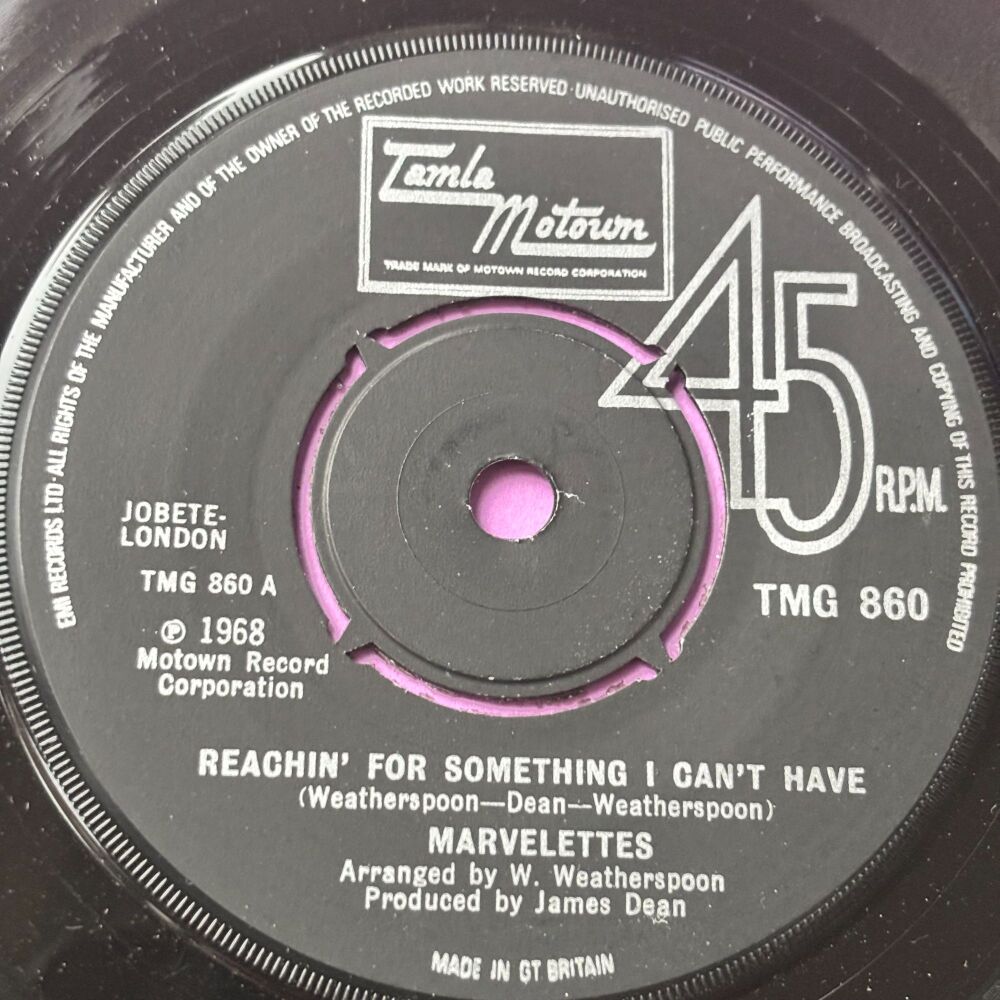 EMI RECORDS LTD·ALL RIGHTS OF THE MANUFACTURER AND OF THE OWNER OF THE RECORDED WORK RESERVED·UNAUTHORISED PUBLIC PERFORMANCE BROADCASTING AND COPYING OF THIS RECORD PROHIBITED
Tamla
Motown
TRADE MARK OF MOTOWN RECORD CORPORATION
45
R.P.M.
JOBETE-
LONDON
TMG 860 A
TMG 860
℗ 1968
Motown Record
Corporation
REACHIN' FOR SOMETHING I CAN'T HAVE
(Weatherspoon—Dean—Weatherspoon)
MARVELETTES
Arranged by W. Weatherspoon
Produced by James Dean
MADE IN GT BRITAIN